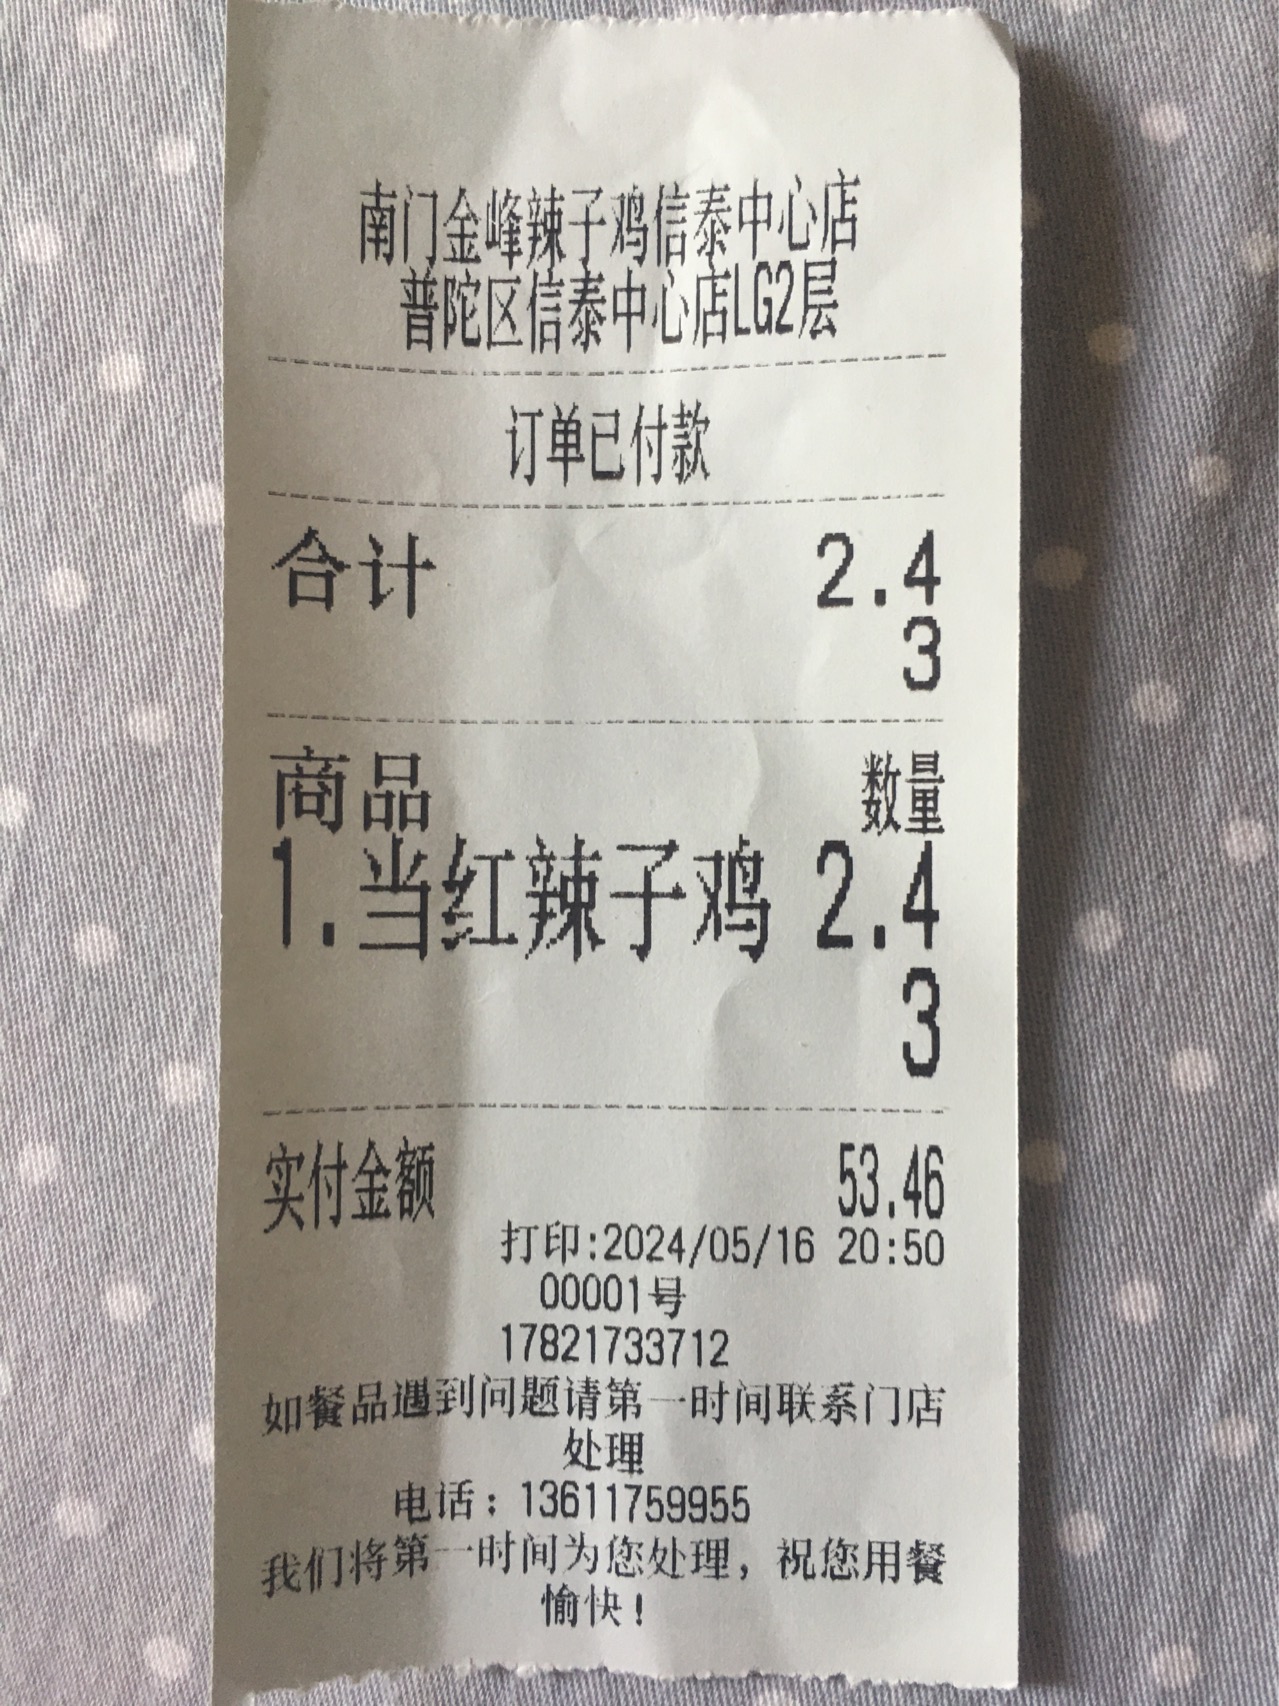 南门金峰辣子鸡信泰中心店
普陀区信泰中心店LG2层
订单已付款
合计 2.4
3
商品 数量
1.当红辣子鸡 2.4
3
实付金额 53.46
打印:2024/05/16 20:50
00001号
17821733712
如餐品遇到问题请第一时间联系门店
处理
电话：13611759955
我们将第一时间为您处理，祝您用餐
愉快！